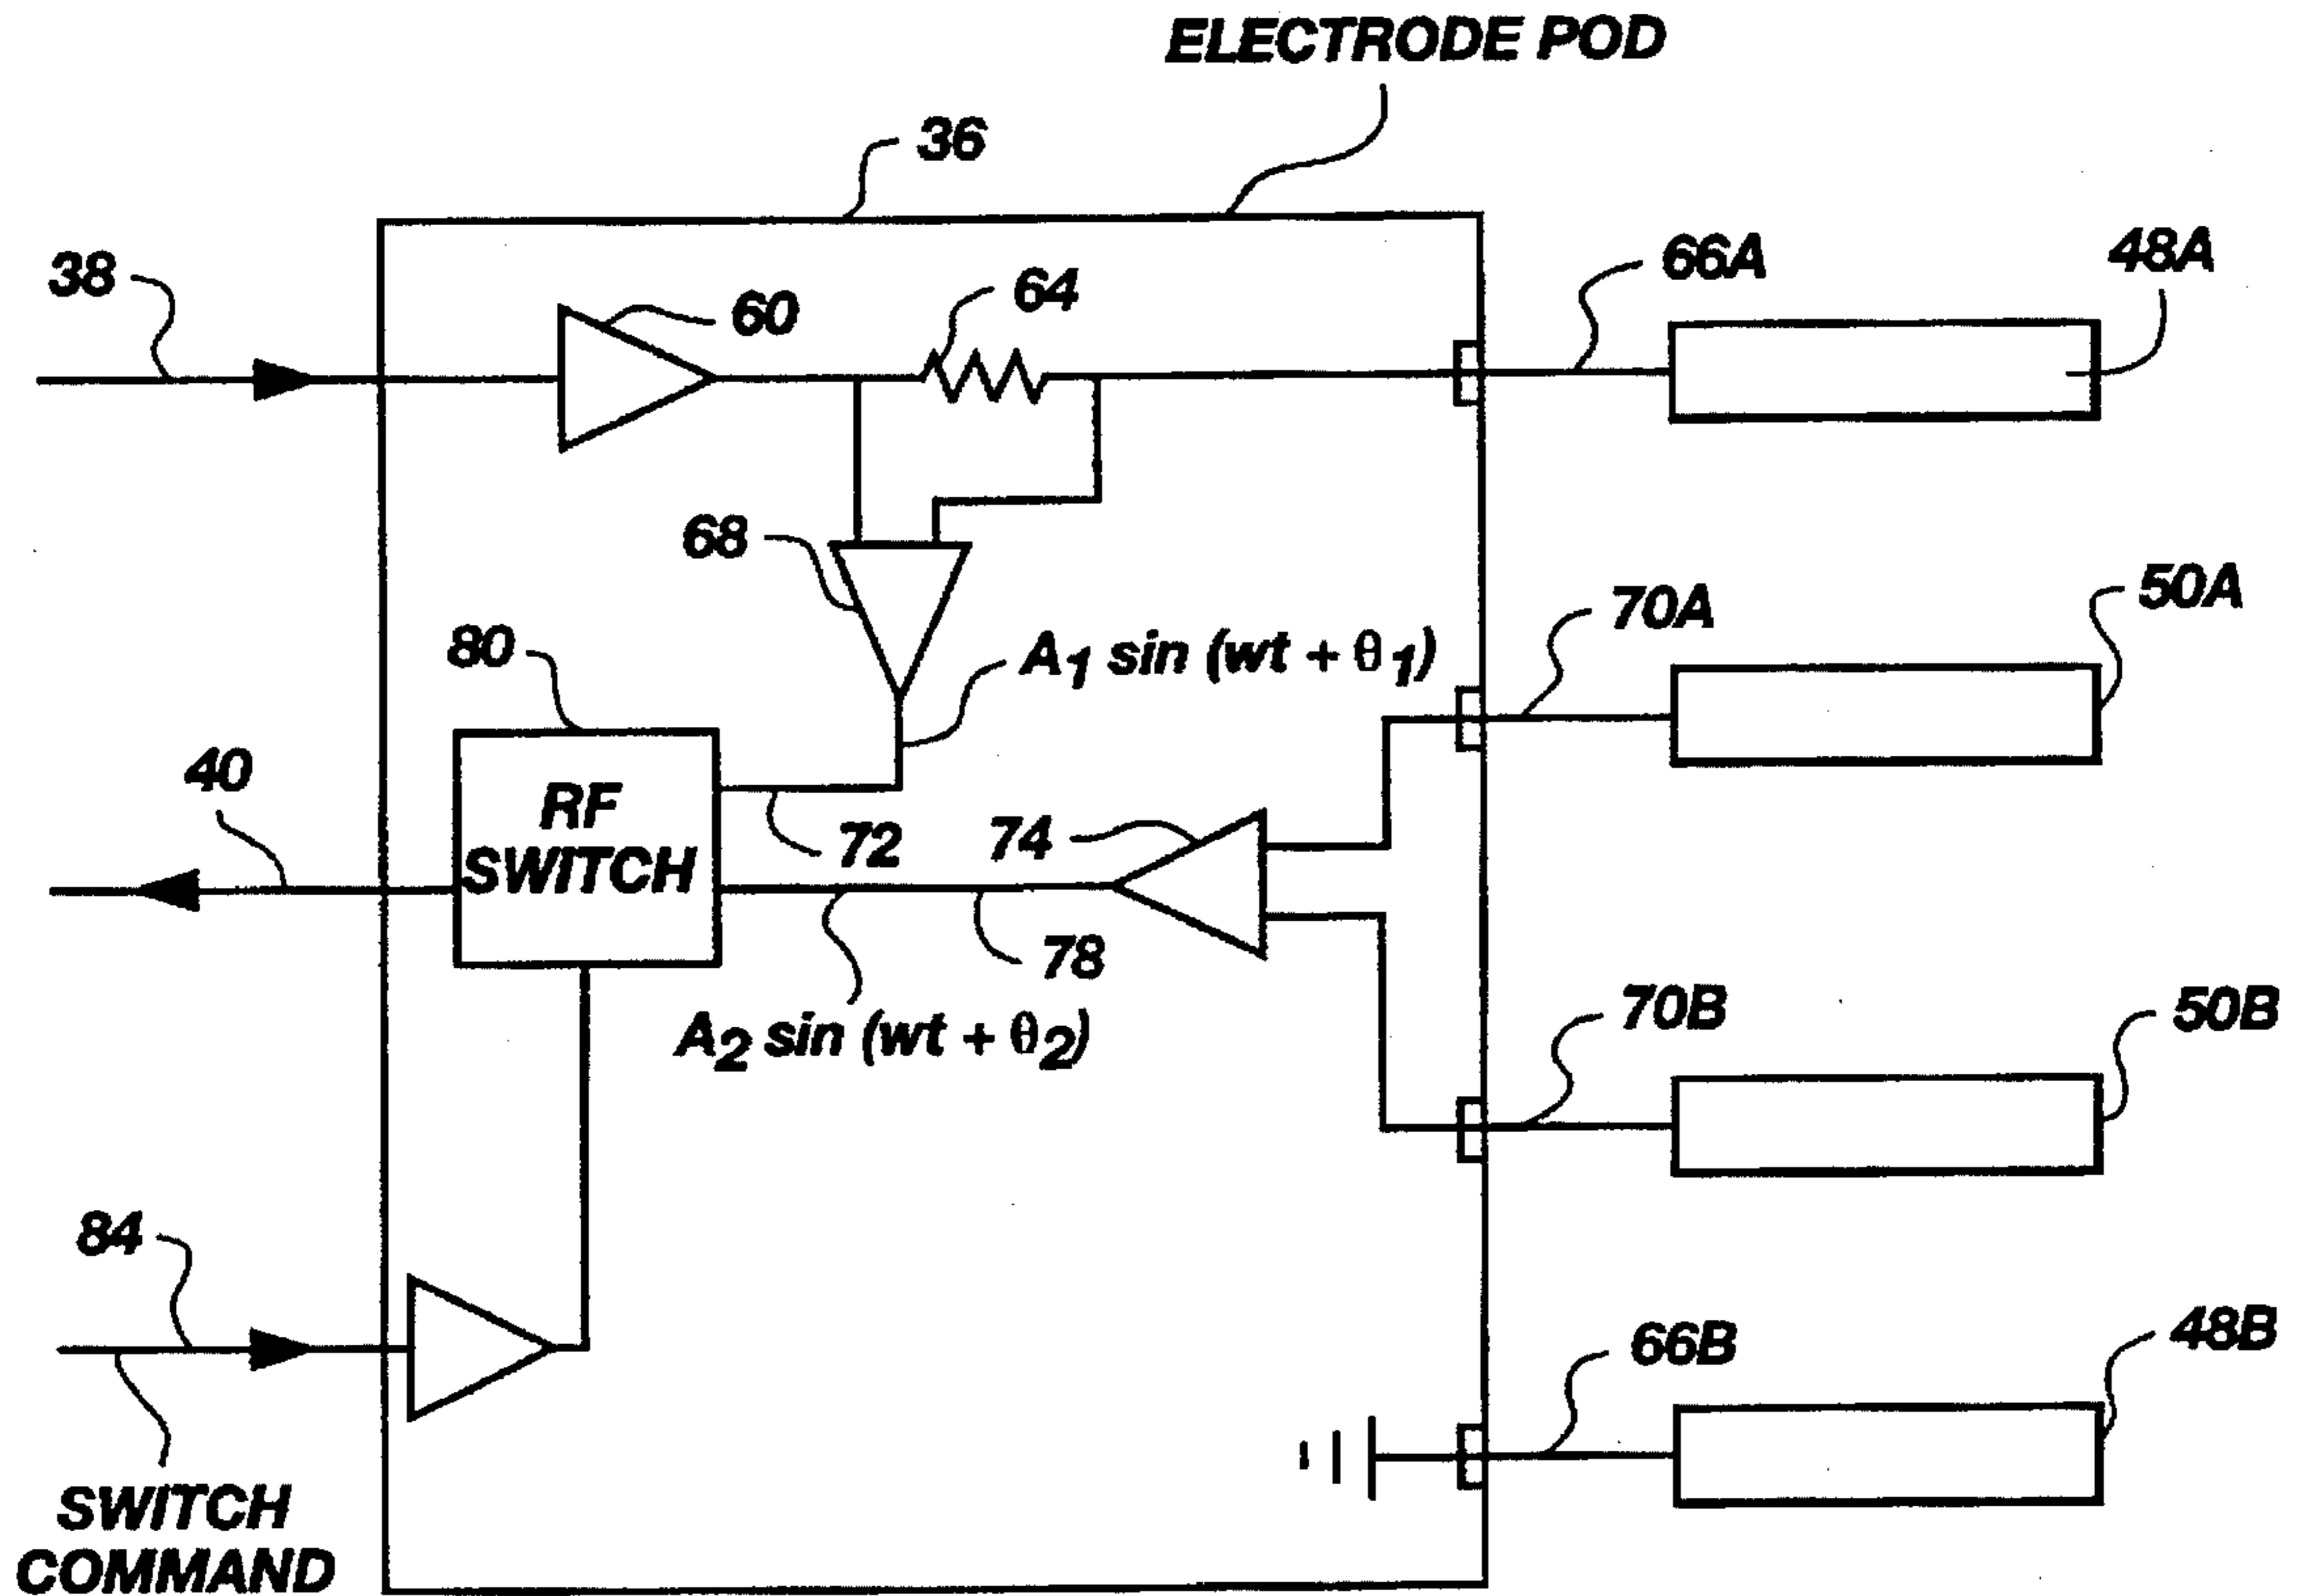 ELECTRODE POD
36
38
60
64
66A
48A
68
70A
50A
80
A1 sin (wt + θ1)
40
RF
SWITCH
72
74
78
A2 sin (wt + θ2)
70B
50B
84
66B
48B
SWITCH
COMMAND